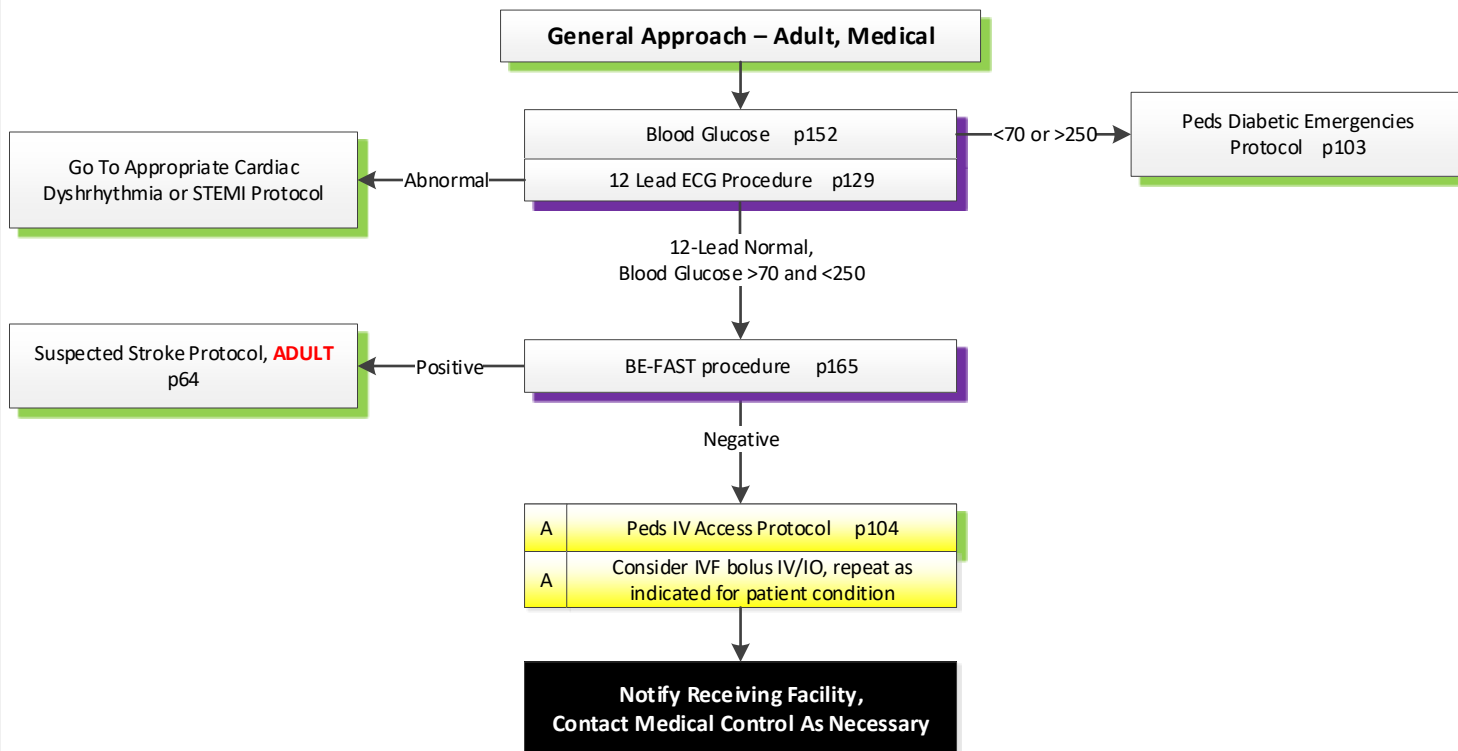 General Approach – Adult, Medical
Blood Glucose p152
<70 or >250
Peds Diabetic Emergencies
Protocol p103
Go To Appropriate Cardiac
Dyshrhythmia or STEMI Protocol
Abnormal
12 Lead ECG Procedure p129
12-Lead Normal,
Blood Glucose >70 and <250
Suspected Stroke Protocol, ADULT
p64
Positive
BE-FAST procedure p165
Negative
A Peds IV Access Protocol p104
A Consider IVF bolus IV/IO, repeat as
indicated for patient condition
Notify Receiving Facility,
Contact Medical Control As Necessary